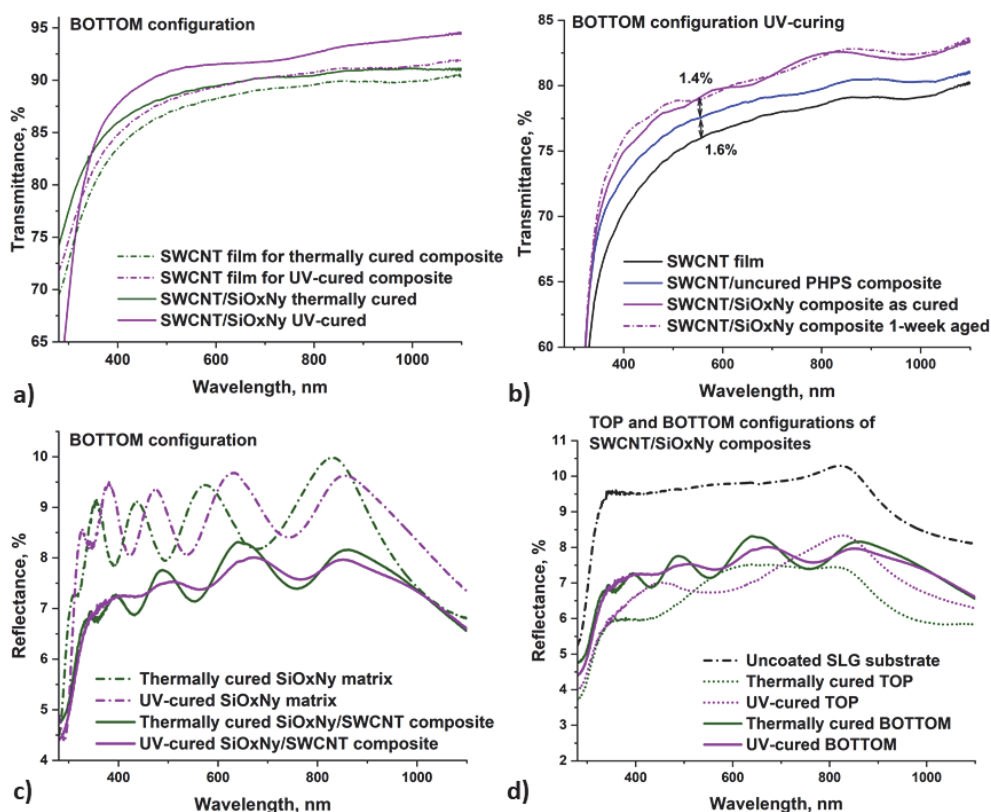 BOTTOM configuration
95
90
85
80
75
70
65
Transmittance, %
SWCNT film for thermally cured composite
SWCNT film for UV-cured composite
SWCNT/SiOxNy thermally cured
SWCNT/SiOxNy UV-cured
400 600 800 1000
Wavelength, nm
a)
BOTTOM configuration UV-curing
85
80
75
70
65
60
Transmittance, %
1.4%
1.6%
SWCNT film
SWCNT/uncured PHPS composite
SWCNT/SiOxNy composite as cured
SWCNT/SiOxNy composite 1-week aged
400 600 800 1000
Wavelength, nm
b)
BOTTOM configuration
10
9
8
7
6
5
4
Reflectance, %
Thermally cured SiOxNy matrix
UV-cured SiOxNy matrix
Thermally cured SiOxNy/SWCNT composite
UV-cured SiOxNy/SWCNT composite
400 600 800 1000
Wavelength, nm
c)
TOP and BOTTOM configurations of
SWCNT/SiOxNy composites
11
10
9
8
7
6
5
4
3
2
Reflectance, %
Uncoated SLG substrate
Thermally cured TOP
UV-cured TOP
Thermally cured BOTTOM
UV-cured BOTTOM
400 600 800 1000
Wavelength, nm
d)